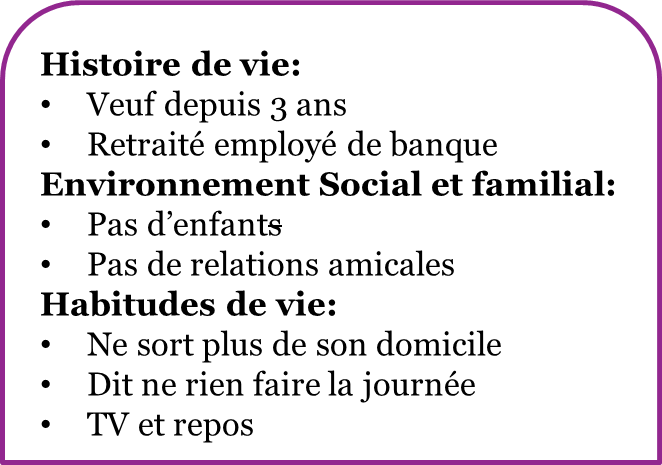 Histoire de vie:
• Veuf depuis 3 ans
• Retraité employé de banque
Environnement Social et familial:
• Pas d’enfants
• Pas de relations amicales
Habitudes de vie:
• Ne sort plus de son domicile
• Dit ne rien faire la journée
• TV et repos